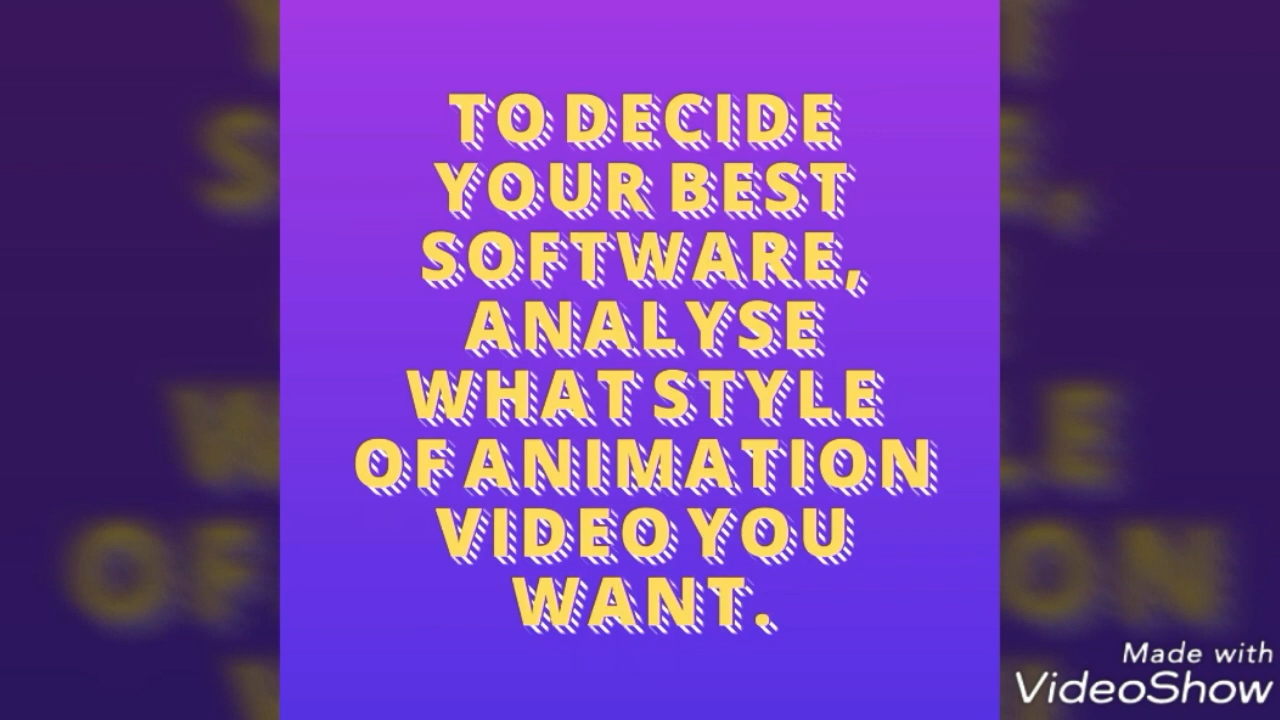 TO DECIDE
YOUR BEST
SOFTWARE,
ANALYSE
WHAT STYLE
OF ANIMATION
VIDEO YOU
WANT.
Made with
VideoShow